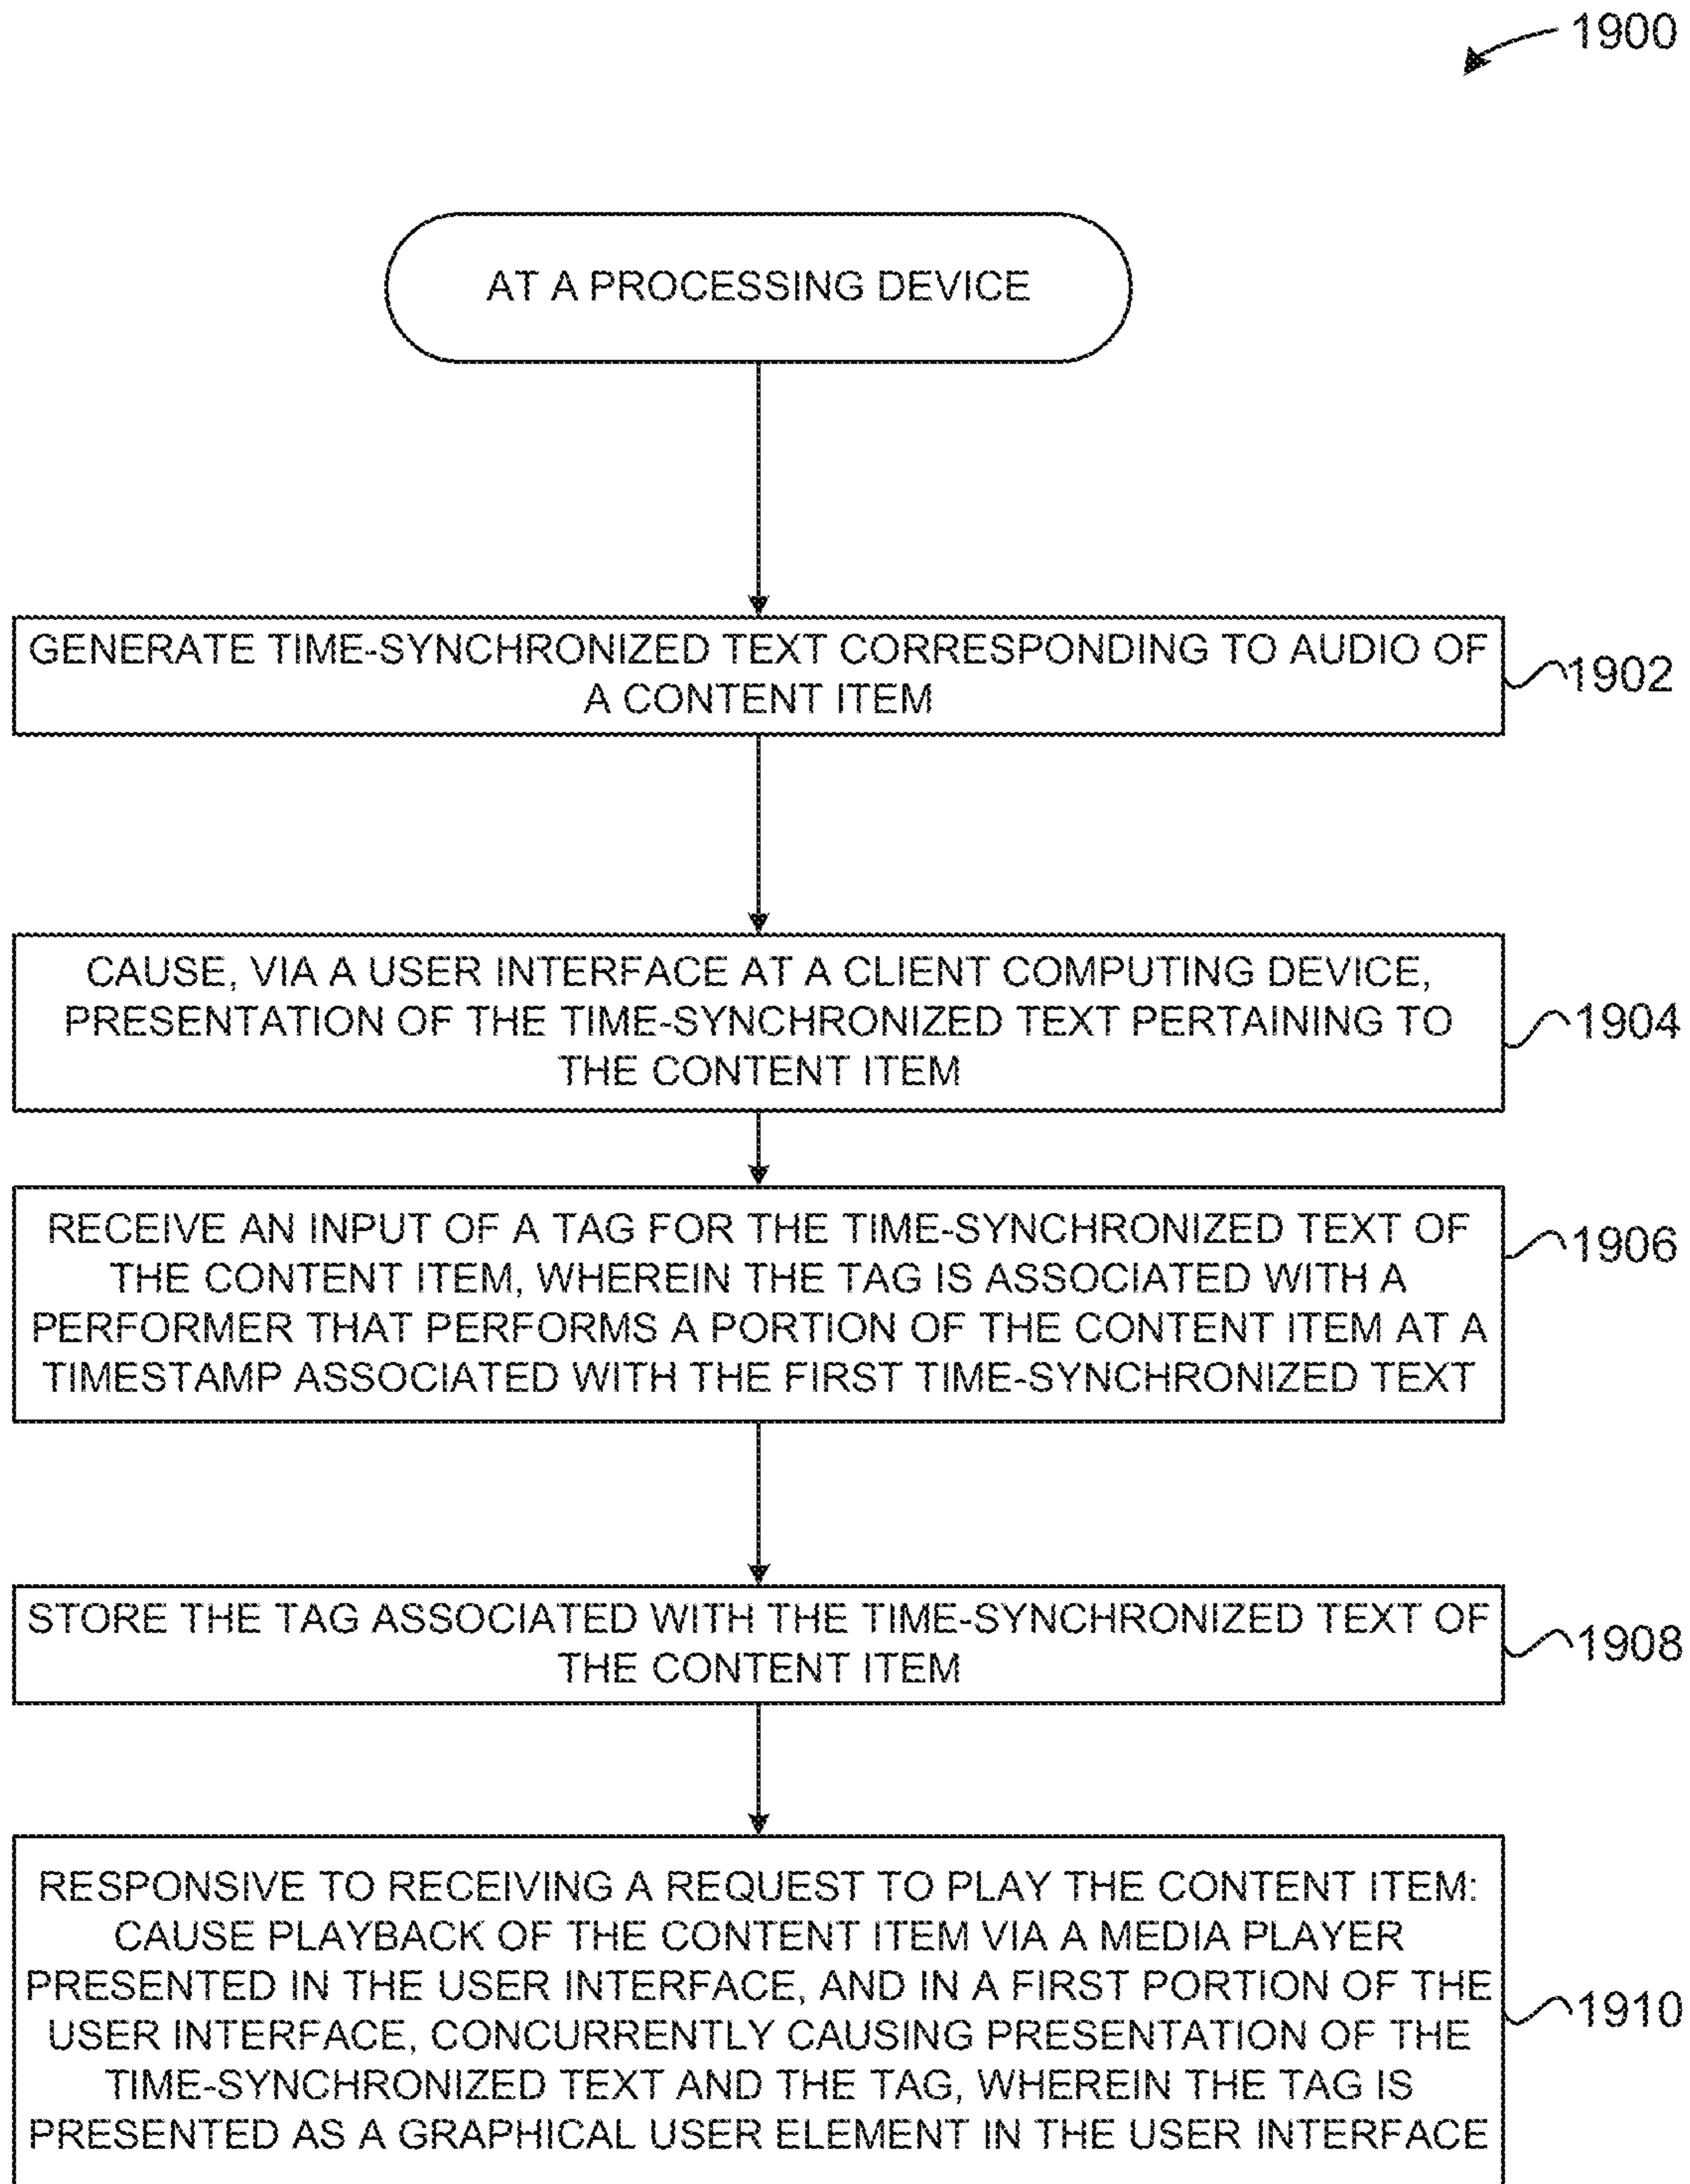 1900
AT A PROCESSING DEVICE
GENERATE TIME-SYNCHRONIZED TEXT CORRESPONDING TO AUDIO OF
A CONTENT ITEM
1902
CAUSE, VIA A USER INTERFACE AT A CLIENT COMPUTING DEVICE,
PRESENTATION OF THE TIME-SYNCHRONIZED TEXT PERTAINING TO
THE CONTENT ITEM
1904
RECEIVE AN INPUT OF A TAG FOR THE TIME-SYNCHRONIZED TEXT OF
THE CONTENT ITEM, WHEREIN THE TAG IS ASSOCIATED WITH A
PERFORMER THAT PERFORMS A PORTION OF THE CONTENT ITEM AT A
TIMESTAMP ASSOCIATED WITH THE FIRST TIME-SYNCHRONIZED TEXT
1906
STORE THE TAG ASSOCIATED WITH THE TIME-SYNCHRONIZED TEXT OF
THE CONTENT ITEM
1908
RESPONSIVE TO RECEIVING A REQUEST TO PLAY THE CONTENT ITEM:
CAUSE PLAYBACK OF THE CONTENT ITEM VIA A MEDIA PLAYER
PRESENTED IN THE USER INTERFACE, AND IN A FIRST PORTION OF THE
USER INTERFACE, CONCURRENTLY CAUSING PRESENTATION OF THE
TIME-SYNCHRONIZED TEXT AND THE TAG, WHEREIN THE TAG IS
PRESENTED AS A GRAPHICAL USER ELEMENT IN THE USER INTERFACE
1910